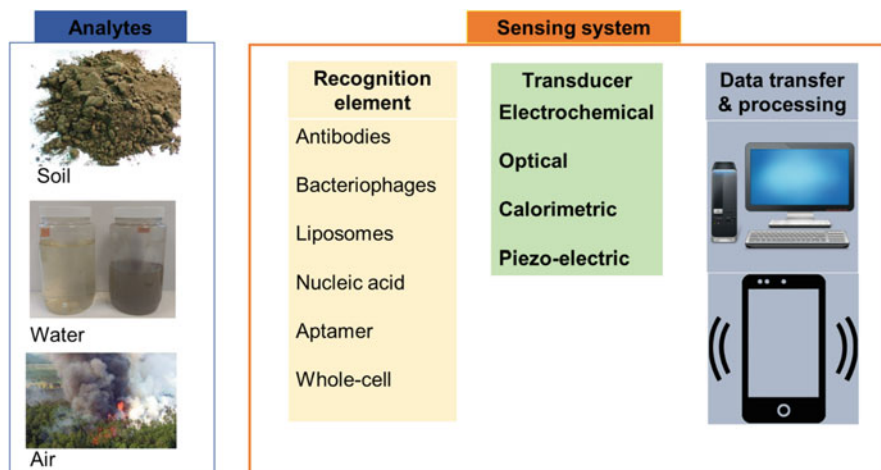 Analytes
Soil
Water
Air
Sensing system
Recognition
element
Antibodies
Bacteriophages
Liposomes
Nucleic acid
Aptamer
Whole-cell
Transducer
Electrochemical
Optical
Calorimetric
Piezo-electric
Data transfer
& processing